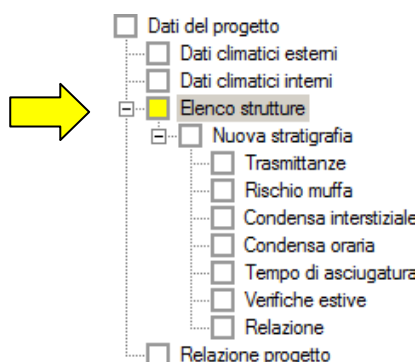 Dati del progetto
Dati climatici esterni
Dati climatici interni
Elenco strutture
Nuova stratigrafia
Trasmittanze
Rischio muffa
Condensa interstiziale
Condensa oraria
Tempo di asciugatura
Verifiche estive
Relazione
Relazione progetto